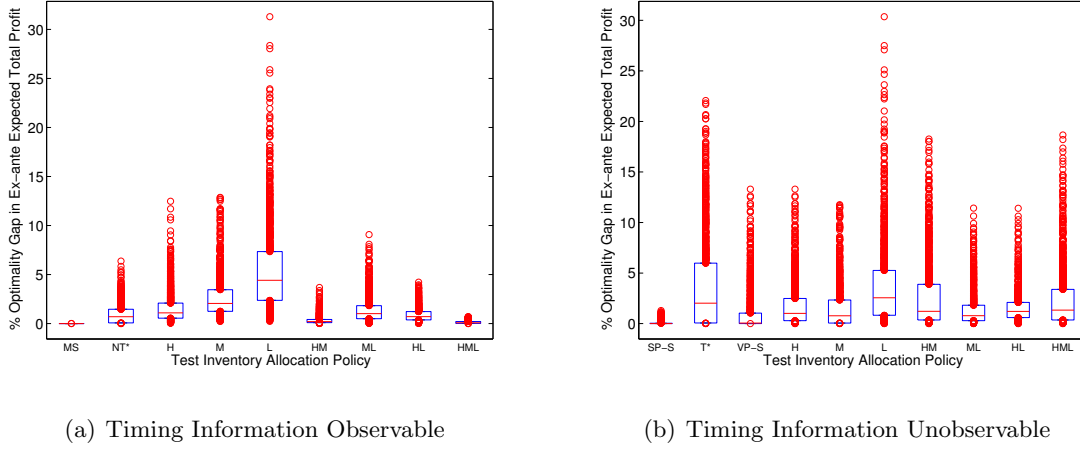 % Optimality Gap in Ex-ante Expected Total Profit
30
25
20
15
10
5
0
MS NT* H M L HM ML HL HML
Test Inventory Allocation Policy
(a) Timing Information Observable
% Optimality Gap in Ex-ante Expected Total Profit
30
25
20
15
10
5
0
SP-S T* VP-S H M L HM ML HL HML
Test Inventory Allocation Policy
(b) Timing Information Unobservable